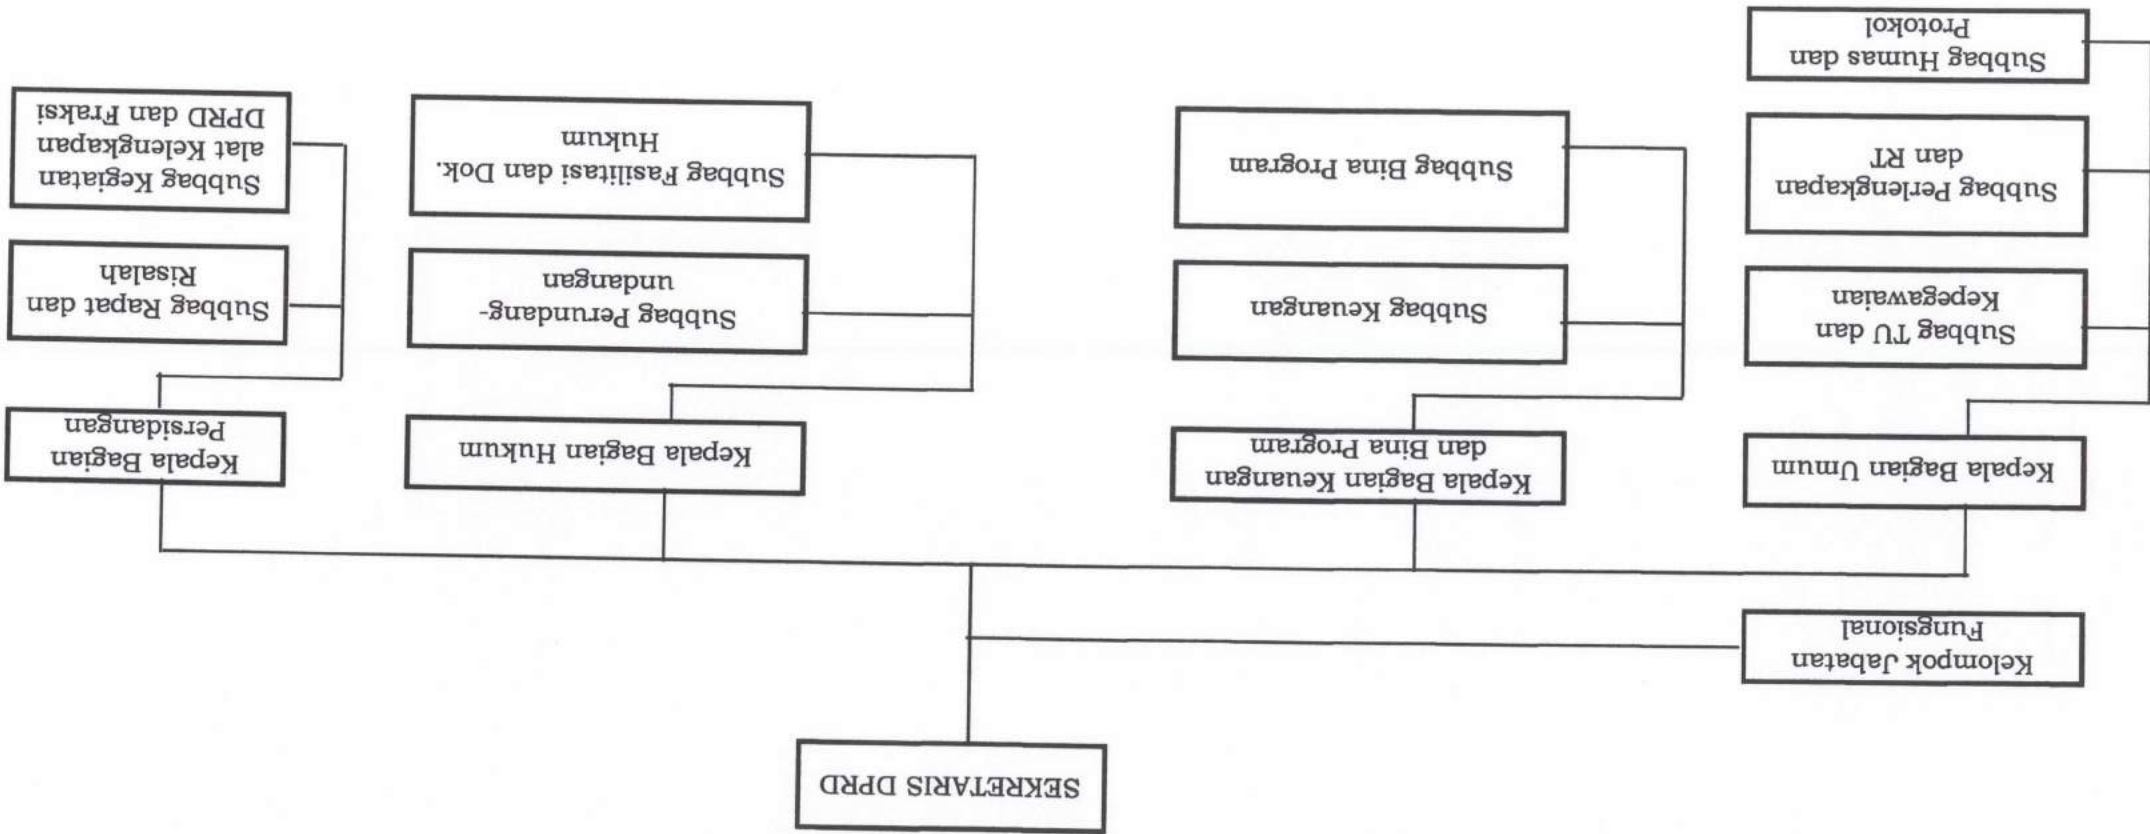 SEKRETARIS DPRD
Kelompok Jabatan
Fungsional
Kepala Bagian Umum
Kepala Bagian Keuangan
dan Bina Program
Kepala Bagian Hukum
Kepala Bagian
Persidangan
Subbag TU dan
Kepegawaian
Subbag Keuangan
Subbag Perundang-
undangan
Subbag Rapat dan
Risalah
Subbag Perlengkapan
dan RT
Subbag Bina Program
Subbag Fasilitasi dan Dok.
Hukum
Subbag Kegiatan
alat Kelengkapan
DPRD dan Fraksi
Subbag Humas dan
Protokol